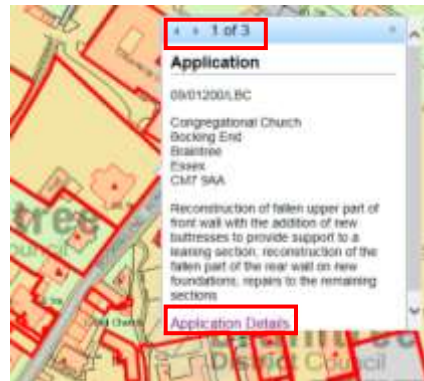 1 of 3
Application
09/01200/LBC
Congregational Church
Bocking End
Braintree
Essex
CM7 9AA
Reconstruction of fallen upper part of
front wall with the addition of new
buttresses to provide support to a
leaning section, reconstruction of the
fallen part of the rear wall on new
foundations, repairs to the remaining
sections
Application Details
tree
District Council